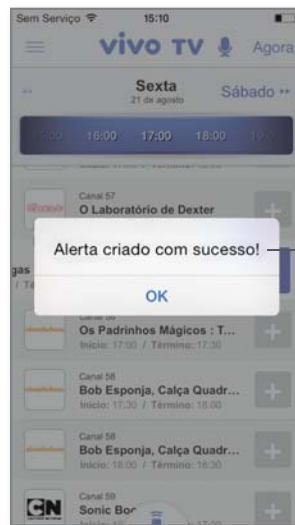 Sem Serviço 15:10
vivo TV Agora
Sexta
21 de agosto
Sábado
16:00 17:00 18:00
Canal 57
O Laboratório de Dexter
Alerta criado com sucesso!
gas
OK
Os Padrinhos Mágicos : T...
Início: 17:00 / Término: 17:30
Canal 58
Bob Esponja, Calça Quadr...
Início: 17:30 / Término: 18:00
Canal 58
Bob Esponja, Calça Quadr...
Início: 18:00 / Término: 18:30
CN
Canal 59